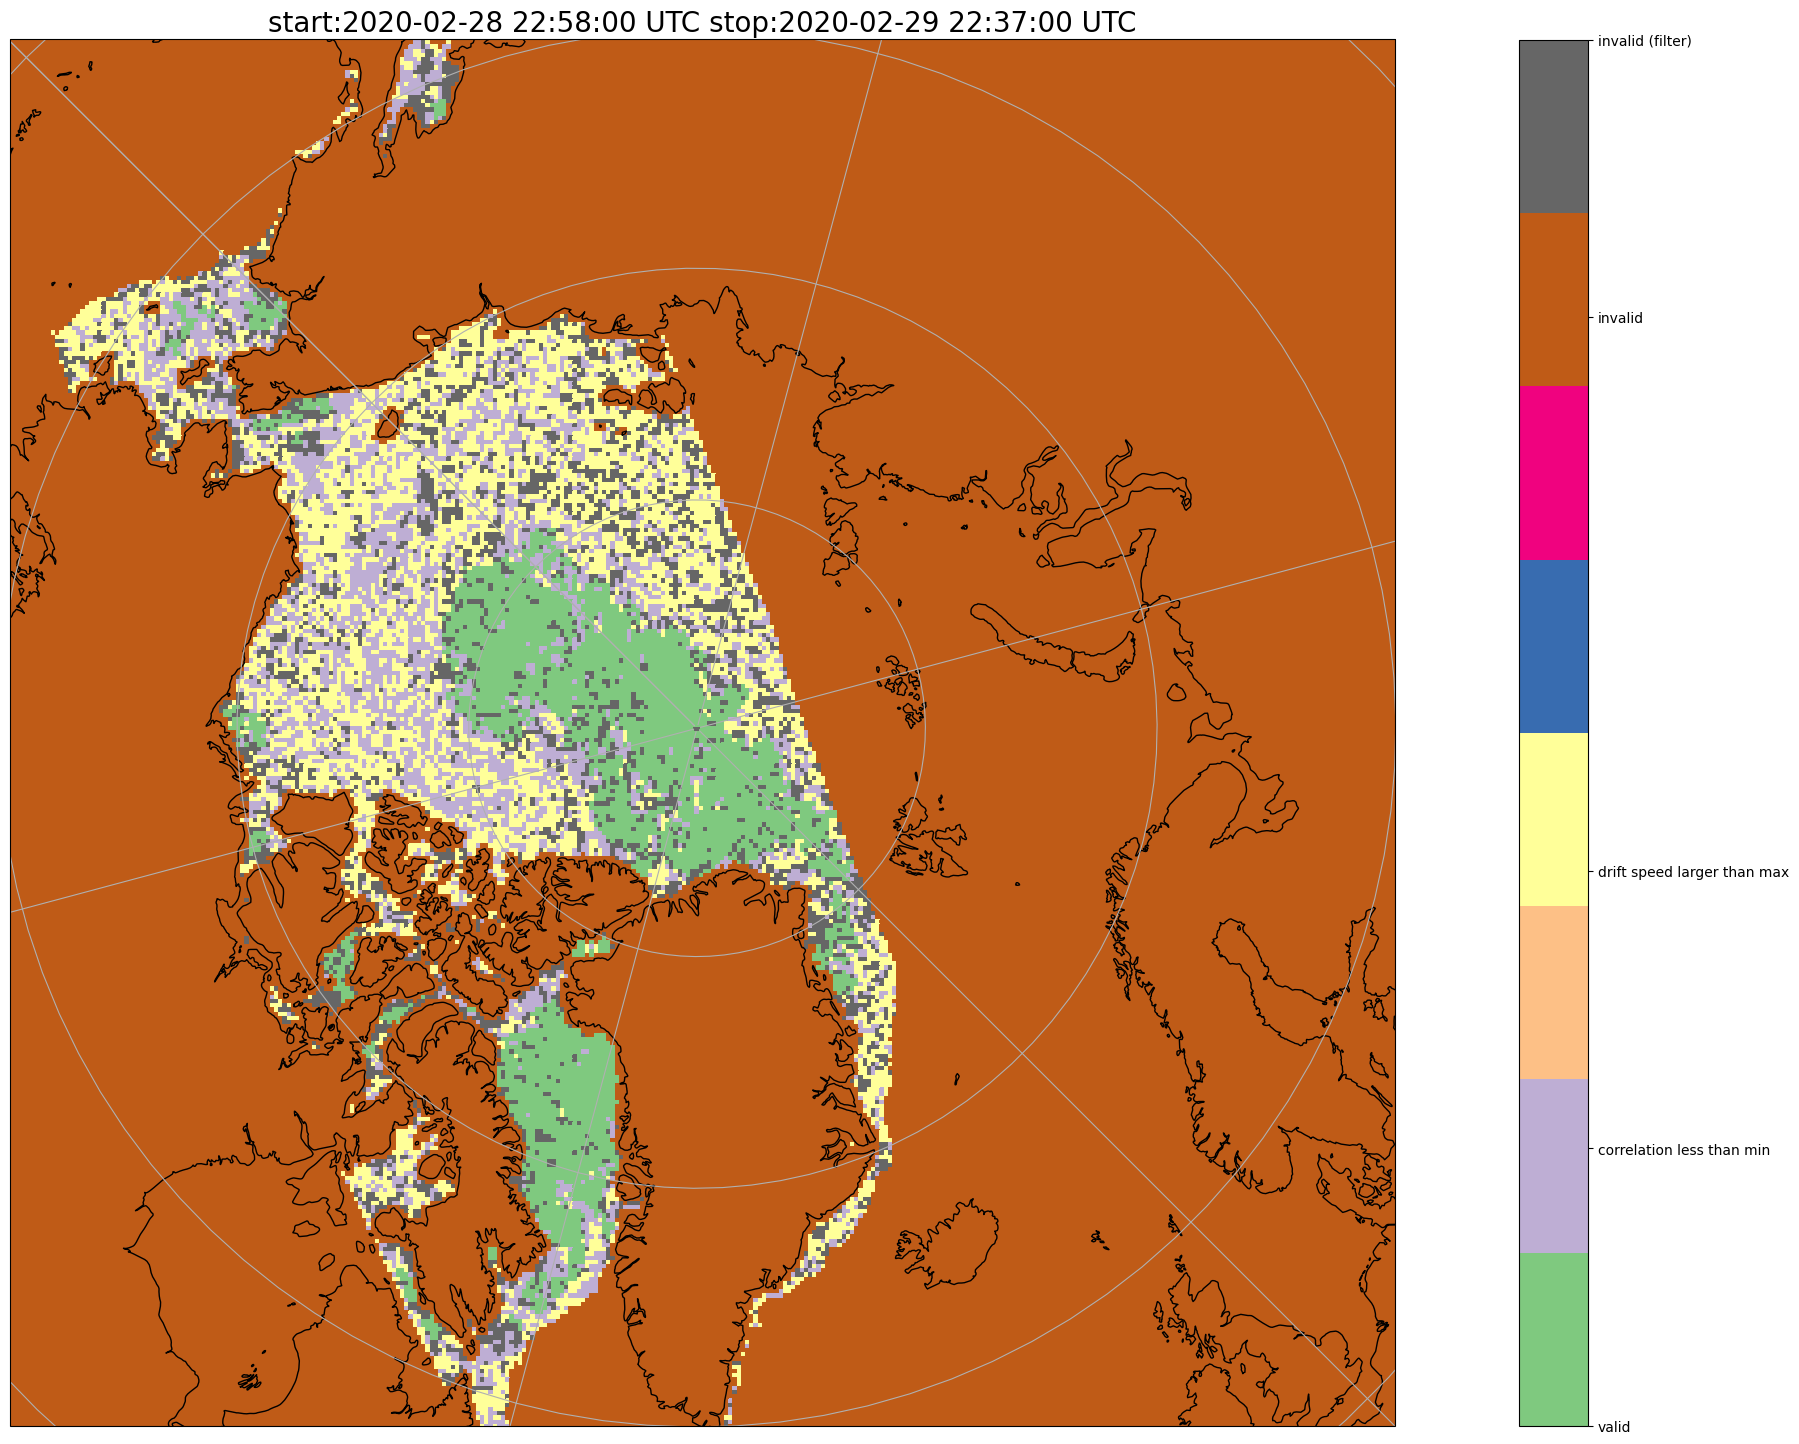 start:2020-02-28 22:58:00 UTC stop:2020-02-29 22:37:00 UTC
invalid (filter)
invalid
drift speed larger than max
correlation less than min
valid